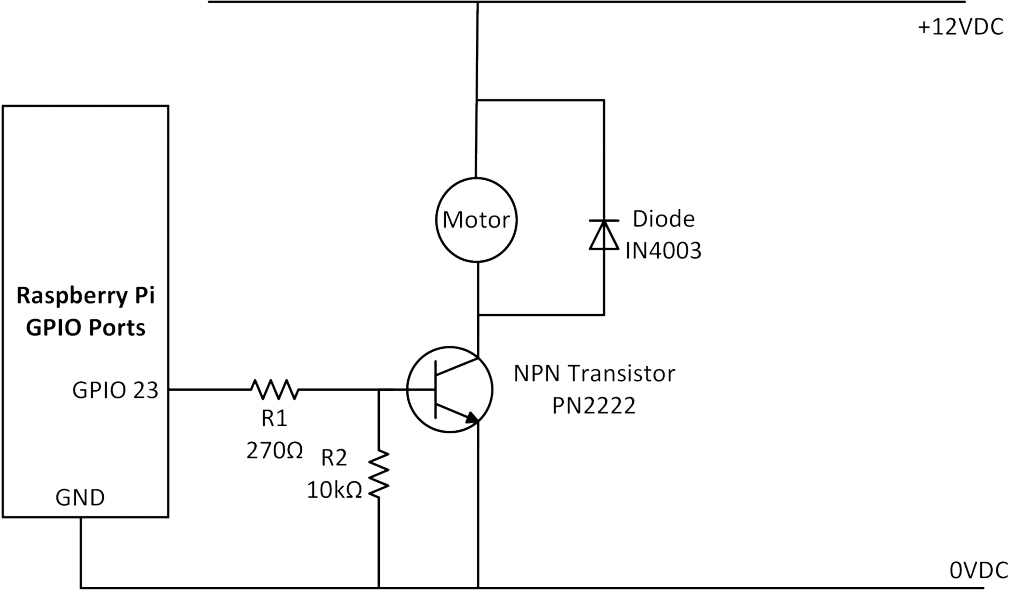 +12VDC
Motor
Diode
IN4003
Raspberry Pi
GPIO Ports
GPIO 23
NPN Transistor
PN2222
R1
270Ω
R2
10kΩ
GND
0VDC